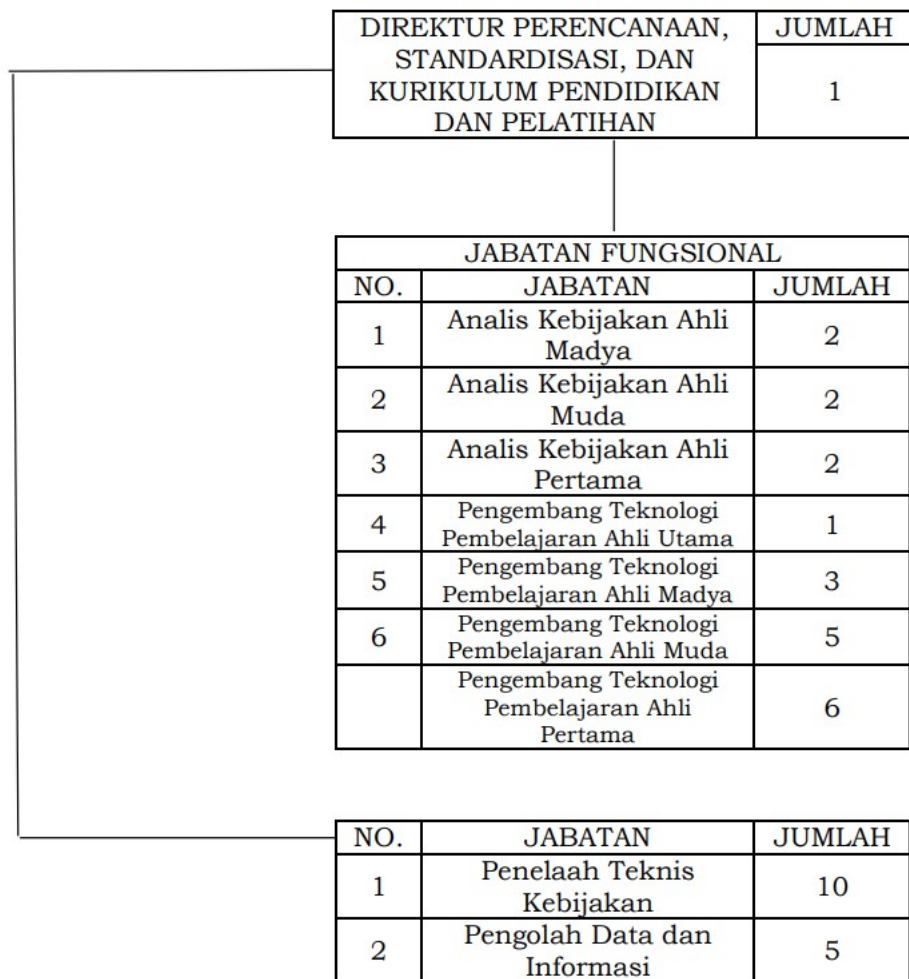 DIREKTUR PERENCANAAN, JUMLAH
STANDARDISASI, DAN
KURIKULUM PENDIDIKAN 1
DAN PELATIHAN
JABATAN FUNGSIONAL
NO. JABATAN JUMLAH
1 Analis Kebijakan Ahli 2
Madya
2 Analis Kebijakan Ahli 2
Muda
3 Analis Kebijakan Ahli 2
Pertama
4 Pengembang Teknologi 1
Pembelajaran Ahli Utama
5 Pengembang Teknologi 3
Pembelajaran Ahli Madya
6 Pengembang Teknologi 5
Pembelajaran Ahli Muda
Pengembang Teknologi
Pembelajaran Ahli 6
Pertama
NO. JABATAN JUMLAH
1 Penelaah Teknis 10
Kebijakan
2 Pengolah Data dan 5
Informasi